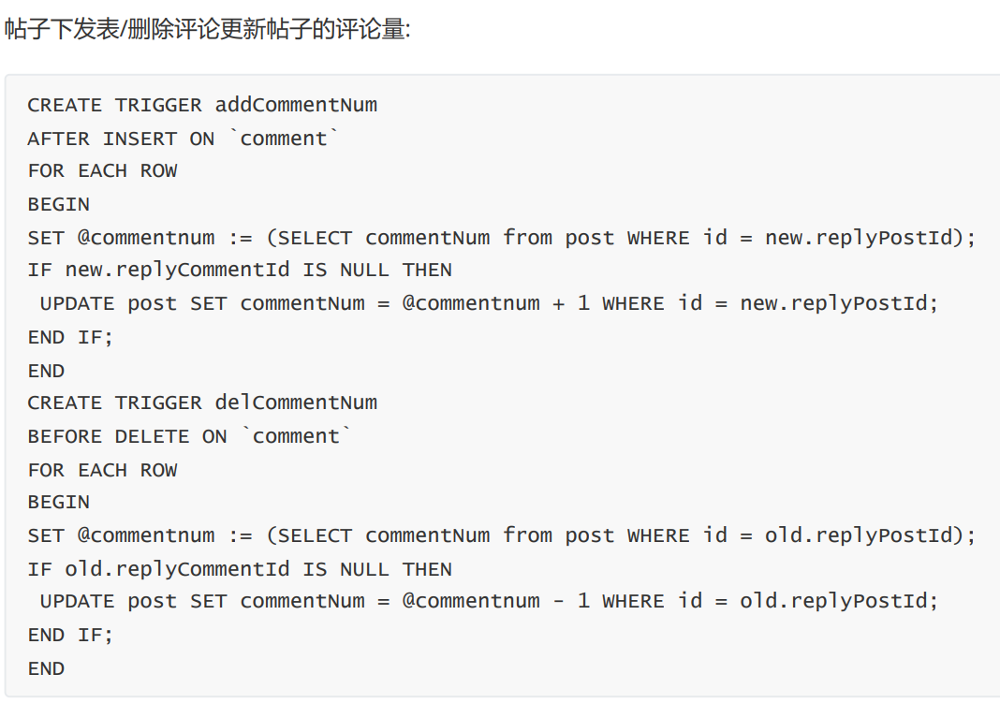 帖子下发表/删除评论更新帖子的评论量:
CREATE TRIGGER addCommentNum
AFTER INSERT ON `comment`
FOR EACH ROW
BEGIN
SET @commentnum := (SELECT commentNum from post WHERE id = new.replyPostId);
IF new.replyCommentId IS NULL THEN
 UPDATE post SET commentNum = @commentnum + 1 WHERE id = new.replyPostId;
END IF;
END
CREATE TRIGGER delCommentNum
BEFORE DELETE ON `comment`
FOR EACH ROW
BEGIN
SET @commentnum := (SELECT commentNum from post WHERE id = old.replyPostId);
IF old.replyCommentId IS NULL THEN
 UPDATE post SET commentNum = @commentnum - 1 WHERE id = old.replyPostId;
END IF;
END